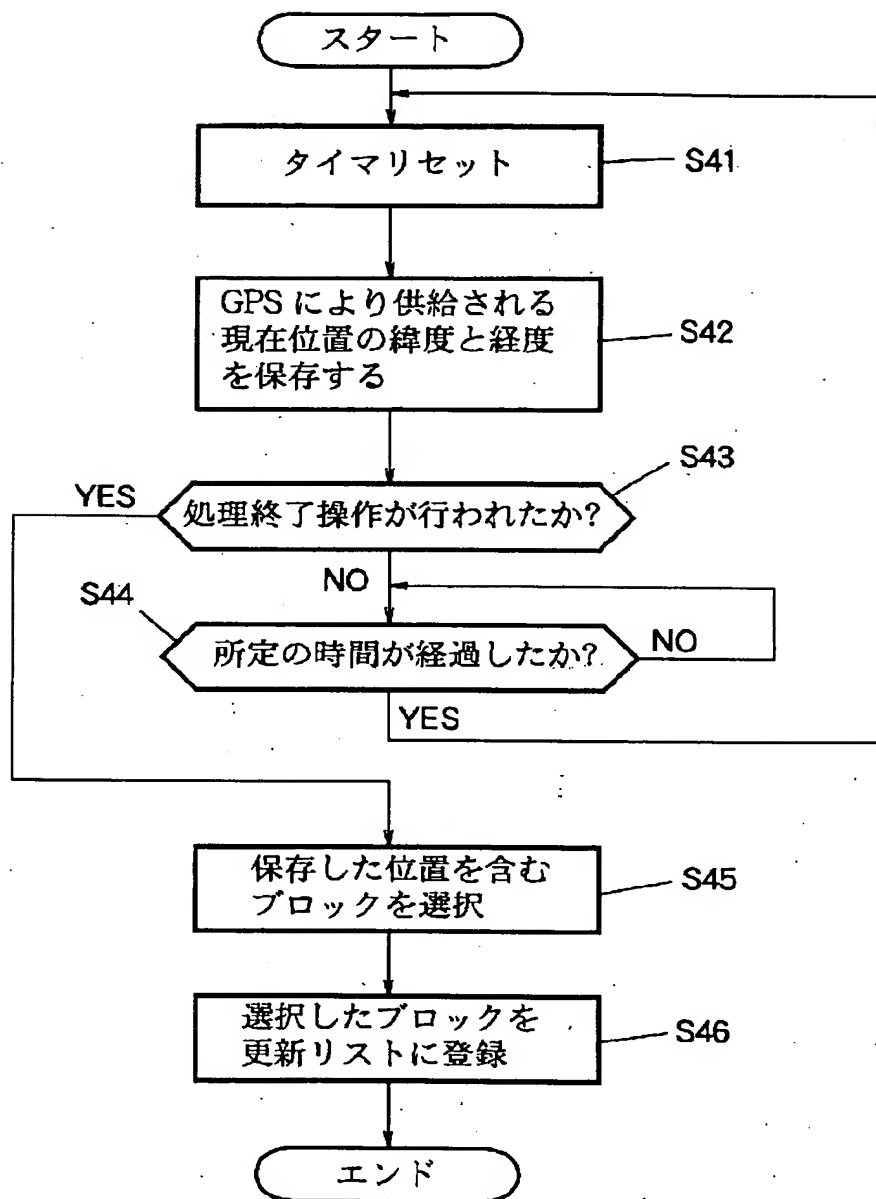 スタート
タイマリセット
S41
GPS により供給される
現在位置の緯度と経度
を保存する
S42
S43
YES
処理終了操作が行われたか?
NO
S44
所定の時間が経過したか?
NO
YES
保存した位置を含む
ブロックを選択
S45
選択したブロックを
更新リストに登録
S46
エンド